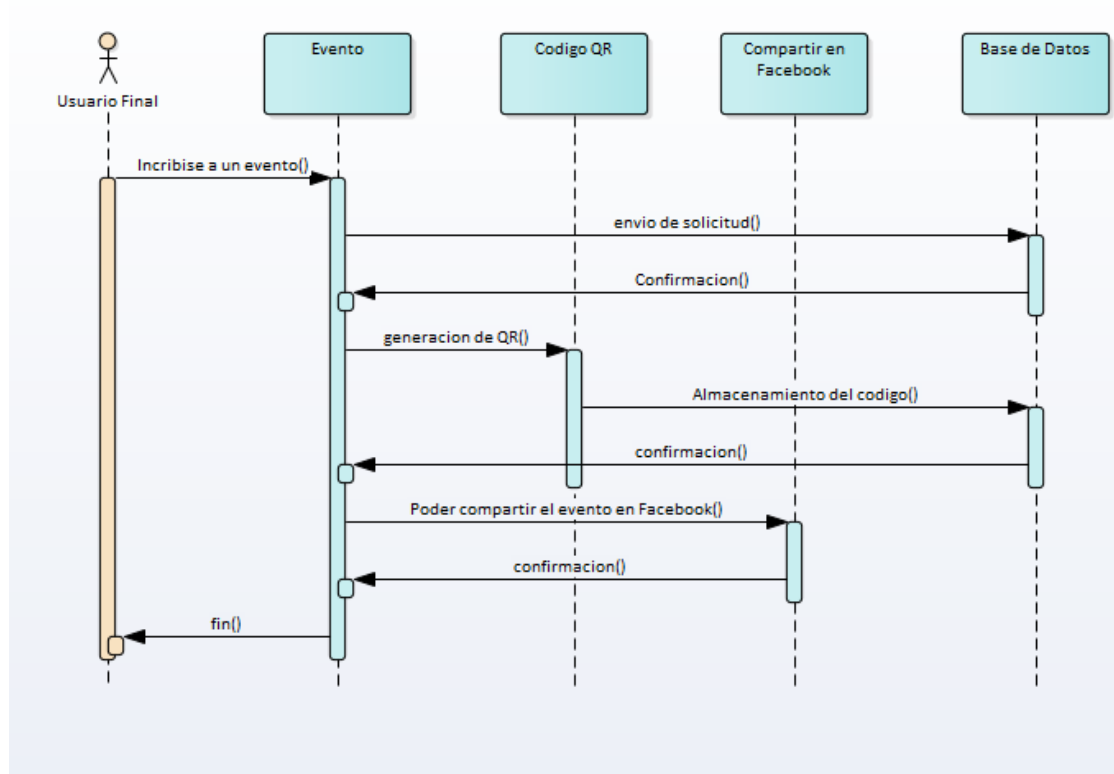 Usuario Final
Evento
Codigo QR
Compartir en
Facebook
Base de Datos
Incribise a un evento()
envio de solicitud()
Confirmacion()
generacion de QR()
Almacenamiento del codigo()
confirmacion()
Poder compartir el evento en Facebook()
confirmacion()
fin()